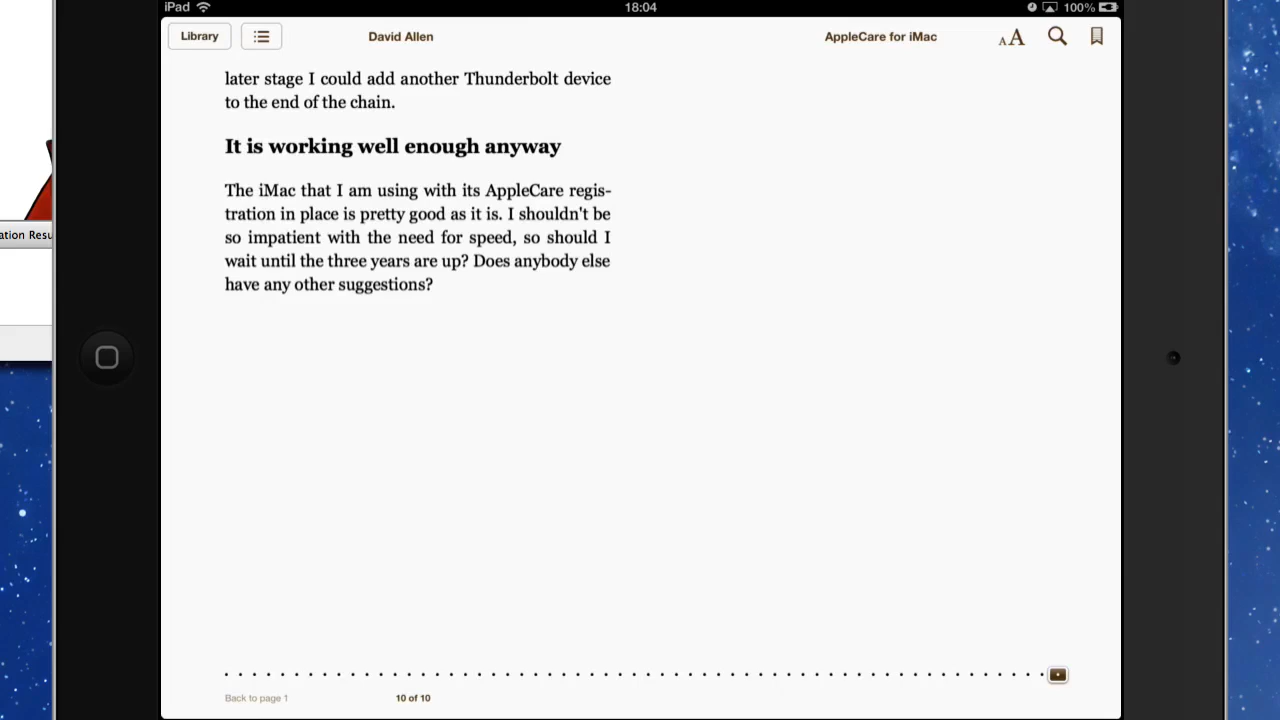 iPad
18:04
100%
Library
David Allen
AppleCare for iMac
AA
later stage I could add another Thunderbolt device
to the end of the chain.
It is working well enough anyway
The iMac that I am using with its AppleCare regis-
tration in place is pretty good as it is. I shouldn't be
so impatient with the need for speed, so should I
wait until the three years are up? Does anybody else
have any other suggestions?
ation Resu
Back to page 1
10 of 10